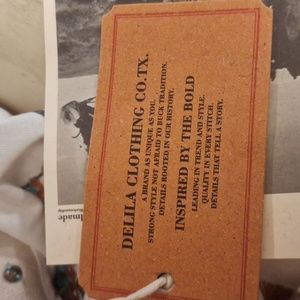 DELILA CLOTHING CO.TX.
A BRAND AS UNIQUE AS YOU.
STRONG STYLE NOT AFRAID TO BUCK TRADITION.
DETAILS ROOTED IN OUR HISTORY.
INSPIRED BY THE BOLD
LEADING IN TREND AND STYLE.
QUALITY IN EVERY STITCH.
DETAILS THAT TELL A STORY.